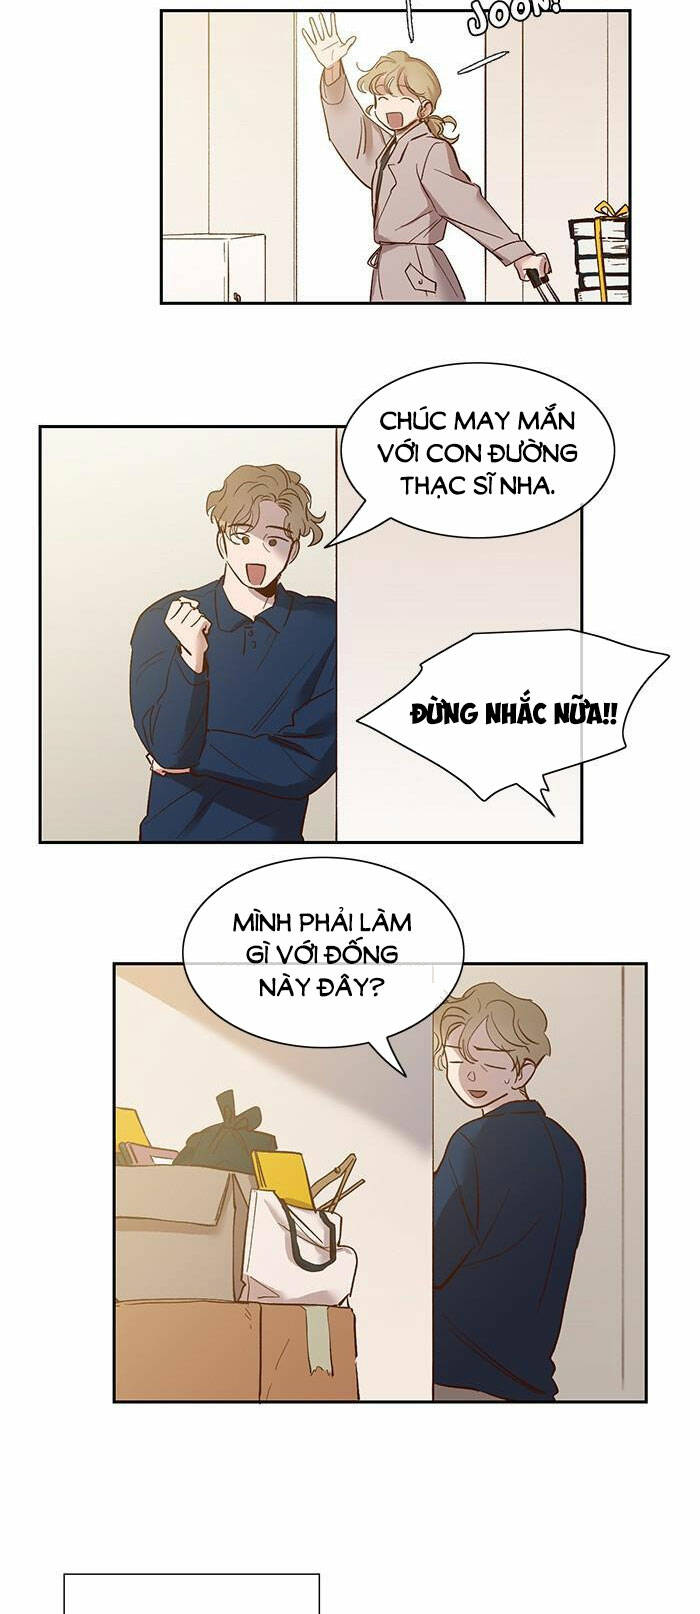 JOON!
CHÚC MAY MẮN
VỚI CON ĐƯỜNG
THẠC SĨ NHA.
ĐỪNG NHẮC NỮA!!
MÌNH PHẢI LÀM
GÌ VỚI ĐỐNG
NÀY ĐÂY?